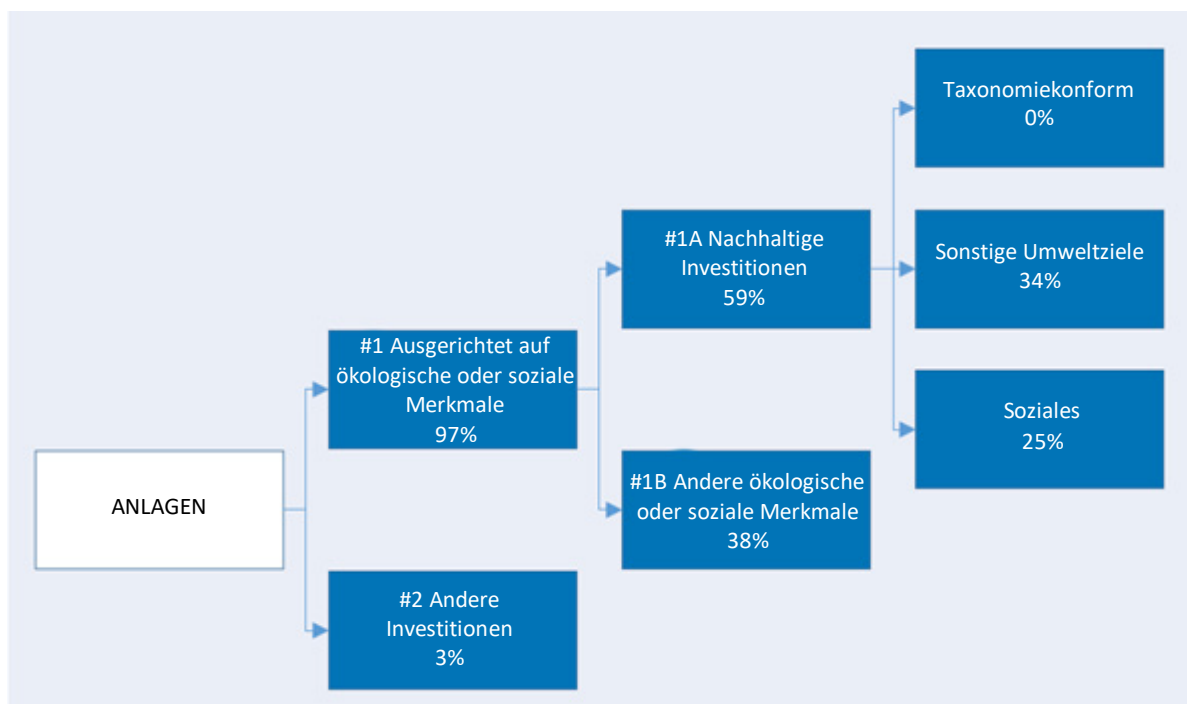 ANLAGEN
#1 Ausgerichtet auf
ökologische oder soziale
Merkmale
97%
#2 Andere
Investitionen
3%
#1A Nachhaltige
Investitionen
59%
#1B Andere ökologische
oder soziale Merkmale
38%
Taxonomiekonform
0%
Sonstige Umweltziele
34%
Soziales
25%